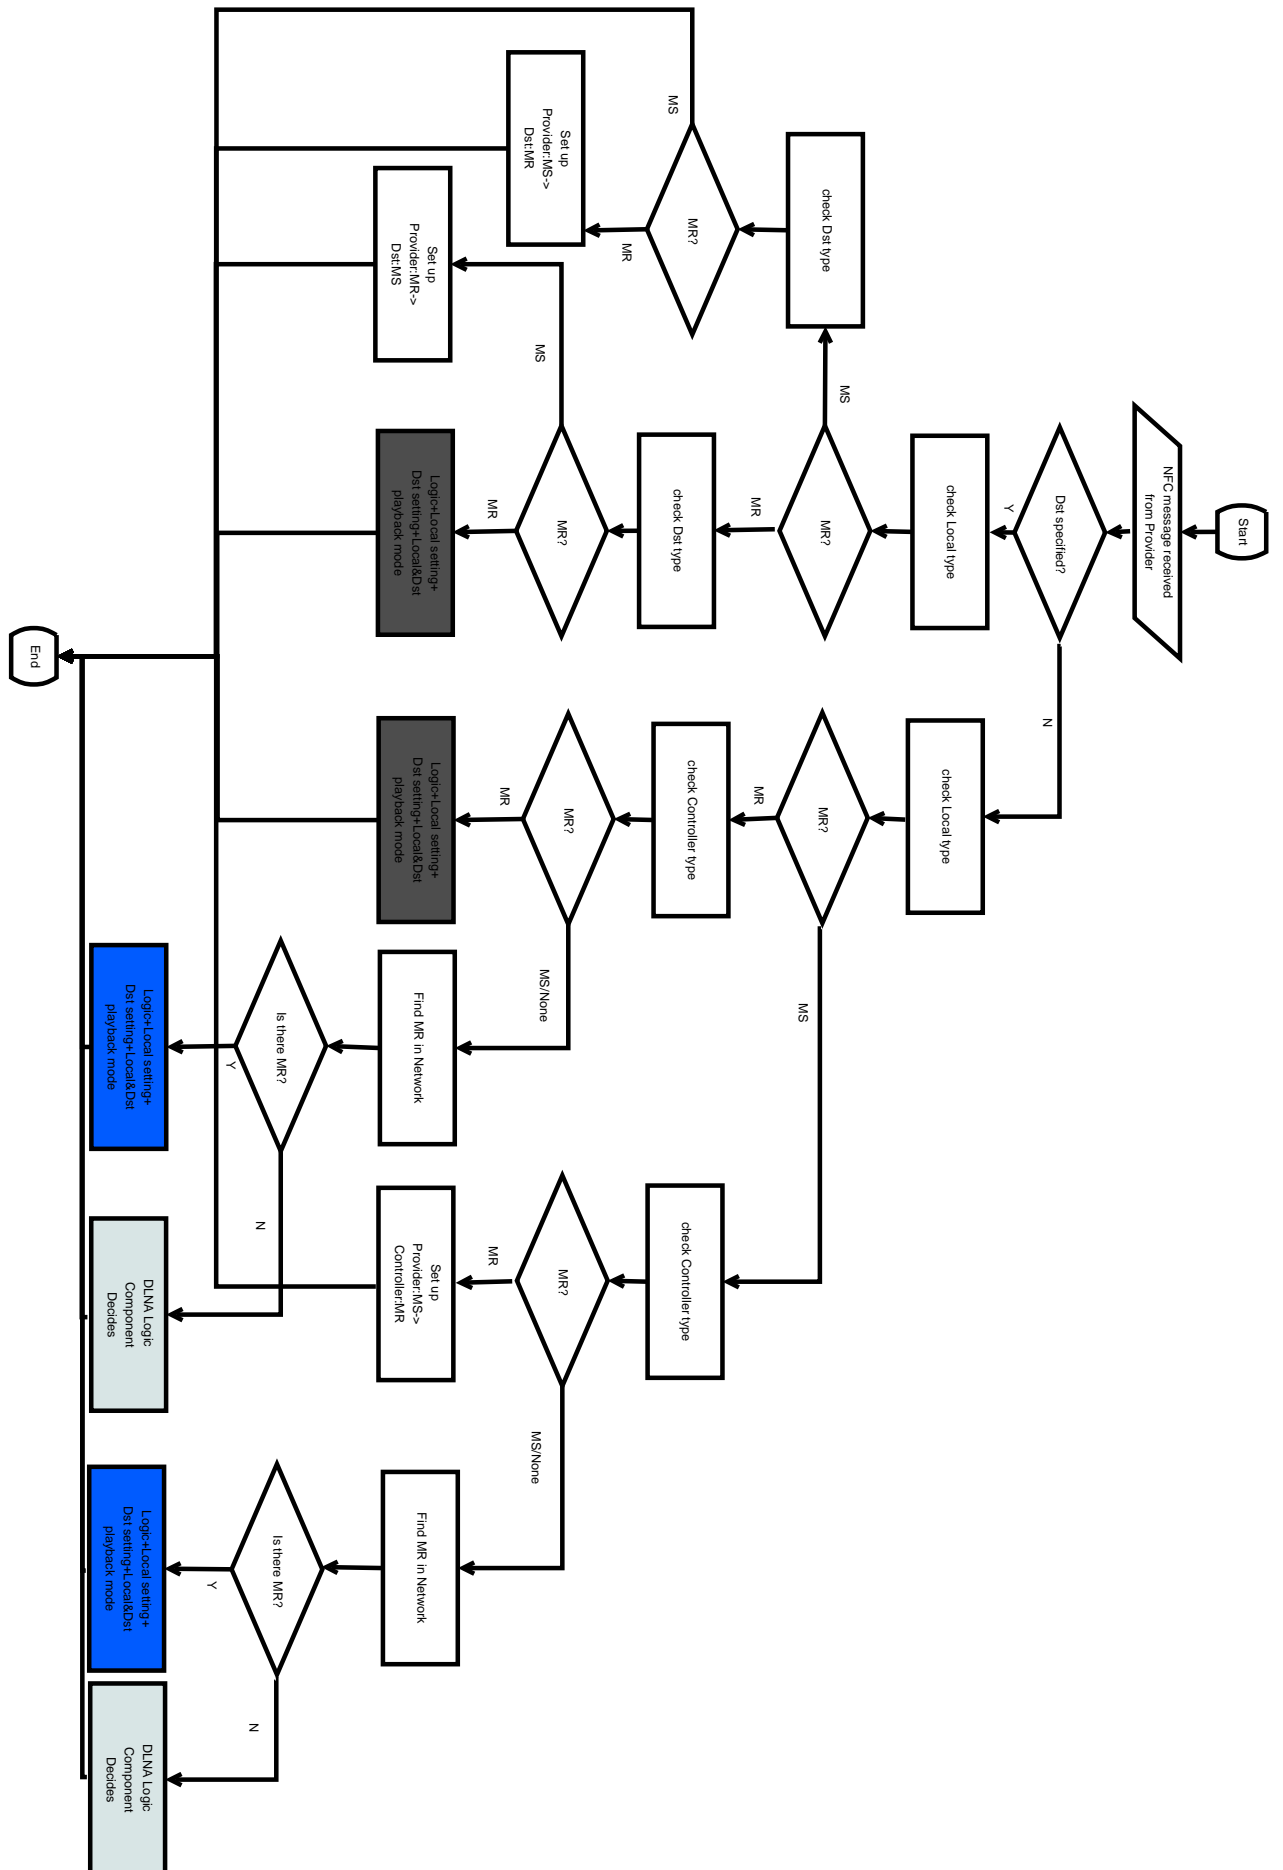 Start
NFC message received
from Provider
Dst specified?
Y
N
check Local type
check Local type
MR?
MS
MR
MR?
MR
MS
check Dst type
check Dst type
check Controller type
check Controller type
MR?
MS
MR
MR?
MS
MR
MR?
MR
MS/None
MR?
MR
MS/None
Set up
Provider:MS->
Dst:MR
Set up
Provider:MR->
Dst:MS
Logic+Local setting+
Dst setting+Local&Dst
playback mode
Logic+Local setting+
Dst setting+Local&Dst
playback mode
Find MR in Network
Set up
Provider:MS->
Controller:MR
Find MR in Network
Is there MR?
Y
N
Is there MR?
Y
N
Logic+Local setting+
Dst setting+Local&Dst
playback mode
DLNA Logic
Component
Decides
Logic+Local setting+
Dst setting+Local&Dst
playback mode
DLNA Logic
Component
Decides
End